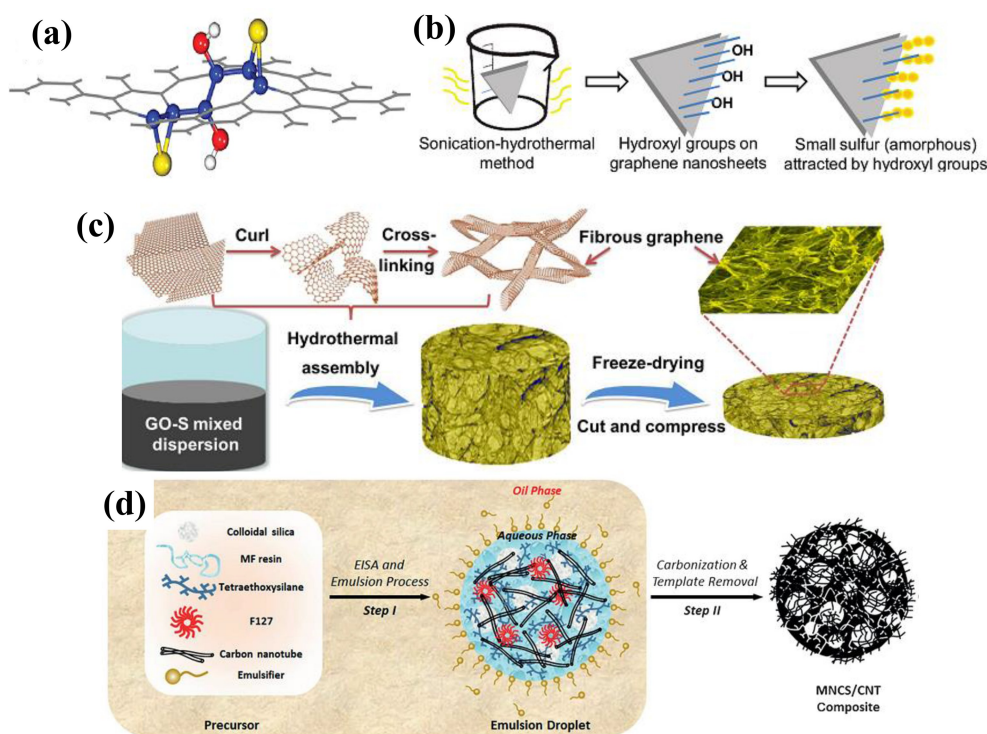 (a)
(b)
OH
OH
OH
Sonication-hydrothermal
method
Hydroxyl groups on
graphene nanosheets
Small sulfur (amorphous)
attracted by hydroxyl groups
(c)
Curl
Cross-
linking
Fibrous graphene
Hydrothermal
assembly
GO-S mixed
dispersion
Freeze-drying
Cut and compress
(d)
Colloidal silica
MF resin
Tetraethoxysilane
F127
Carbon nanotube
Emulsifier
Precursor
EISA and
Emulsion Process
Step I
Oil Phase
Aqueous Phase
Emulsion Droplet
Carbonization &
Template Removal
Step II
MNCS/CNT
Composite